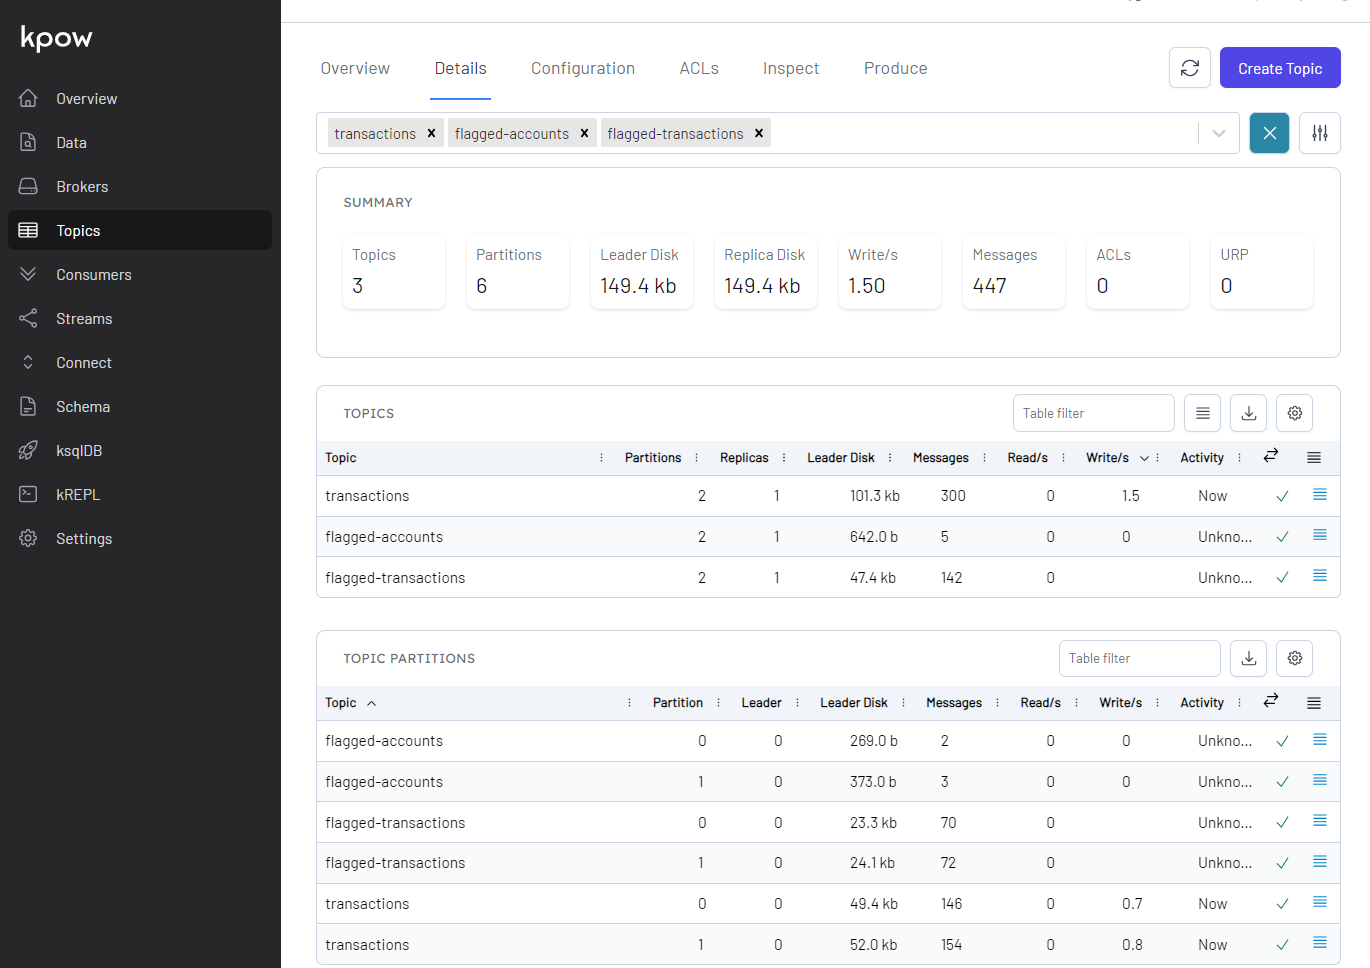 kpow
Overview
Data
Brokers
Topics
Consumers
Streams
Connect
Schema
ksqlDB
kREPL
Settings
Overview Details Configuration ACLs Inspect Produce Create Topic
transactions × flagged-accounts × flagged-transactions ×
SUMMARY
Topics Partitions Leader Disk Replica Disk Write/s Messages ACLs URP
3 6 149.4 kb 149.4 kb 1.50 447 0 0
TOPICS Table filter
Topic Partitions Replicas Leader Disk Messages Read/s Write/s Activity
transactions 2 1 101.3 kb 300 0 1.5 Now
flagged-accounts 2 1 642.0 b 5 0 0 Unkno...
flagged-transactions 2 1 47.4 kb 142 0 Unkno...
TOPIC PARTITIONS Table filter
Topic Partition Leader Leader Disk Messages Read/s Write/s Activity
flagged-accounts 0 0 269.0 b 2 0 0 Unkno...
flagged-accounts 1 0 373.0 b 3 0 0 Unkno...
flagged-transactions 0 0 23.3 kb 70 0 Unkno...
flagged-transactions 1 0 24.1 kb 72 0 Unkno...
transactions 0 0 49.4 kb 146 0 0.7 Now
transactions 1 0 52.0 kb 154 0 0.8 Now